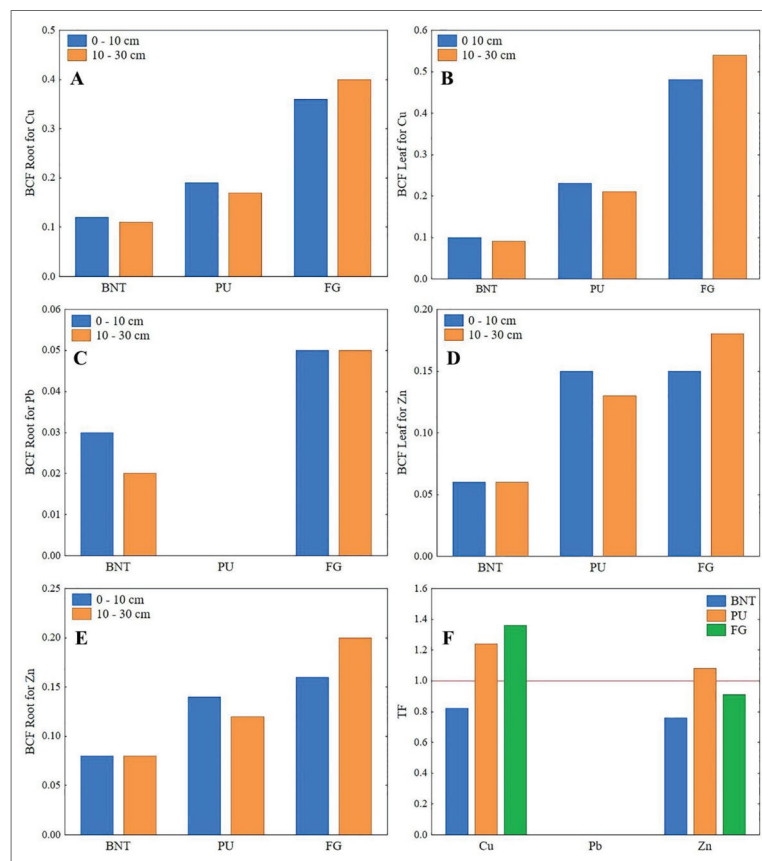 0 - 10 cm
10 - 30 cm
A
BCF Root for Cu
0.5
0.4
0.3
0.2
0.1
0.0
BNT PU FG
0 10 cm
10 - 30 cm
B
BCF Leaf for Cu
0.6
0.5
0.4
0.3
0.2
0.1
0.0
BNT PU FG
0 - 10 cm
10 - 30 cm
C
BCF Root for Pb
0.06
0.05
0.04
0.03
0.02
0.01
0.00
BNT PU FG
0 - 10 cm
10 - 30 cm
D
BCF Leaf for Zn
0.20
0.15
0.10
0.05
0.00
BNT PU FG
0 - 10 cm
10 - 30 cm
E
BCF Root for Zn
0.25
0.20
0.15
0.10
0.05
0.00
BNT PU FG
BNT
PU
FG
F
TF
1.6
1.4
1.2
1.0
0.8
0.6
0.4
0.2
0.0
Cu Pb Zn